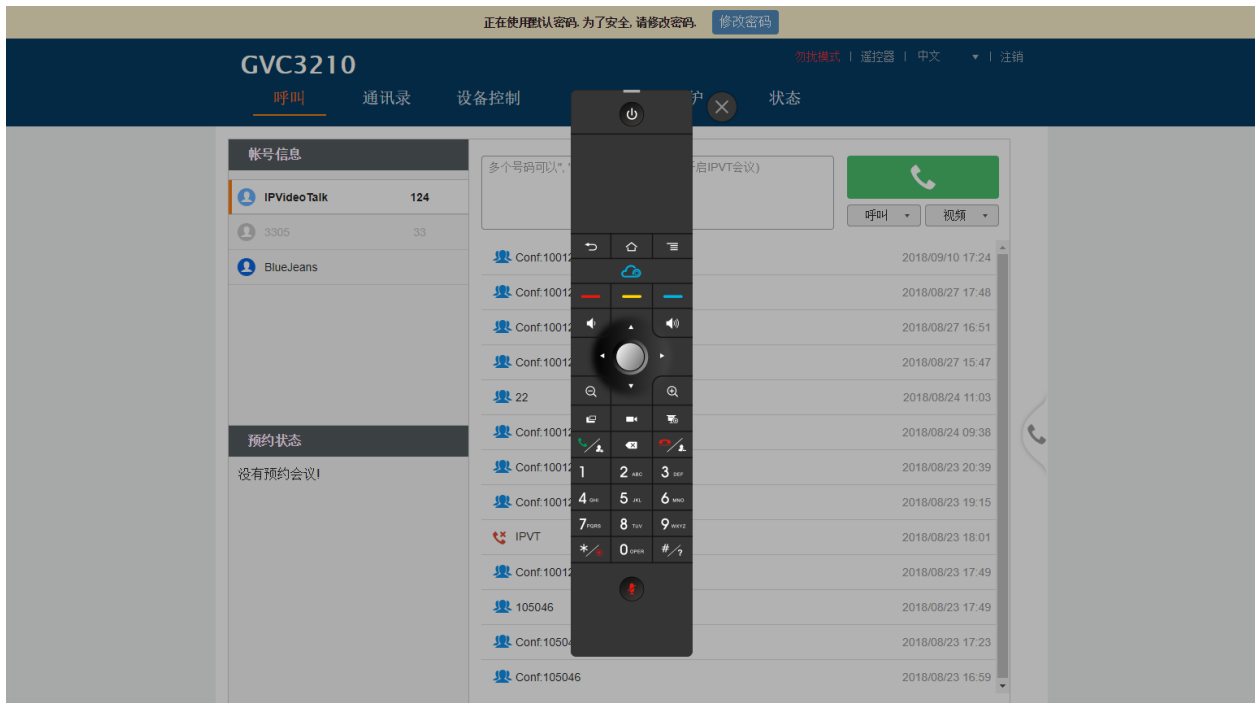 正在使用默认密码. 为了安全, 请修改密码. 修改密码
GVC3210
勿扰模式 | 遥控器 | 中文 ▼ | 注销
呼叫 通讯录 设备控制 护 状态
帐号信息
多个号码可以", " 开启IPVT会议)
IPVideoTalk 124
呼叫 视频
3305 33
BlueJeans
Conf:10012 2018/09/10 17:24
Conf:10012 2018/08/27 17:48
Conf:10012 2018/08/27 16:51
Conf:10012 2018/08/27 15:47
22 2018/08/24 11:03
预约状态
Conf:10012 2018/08/24 09:38
没有预约会议!
Conf:10012 2018/08/23 20:39
Conf:10012 2018/08/23 19:15
IPVT 2018/08/23 18:01
Conf:10012 2018/08/23 17:49
105046 2018/08/23 17:49
Conf:1050 2018/08/23 17:23
Conf:105046 2018/08/23 16:59
1 2 ABC 3 DEF
4 GHI 5 JKL 6 MNO
7 PQRS 8 TUV 9 WXYZ
*/ 0 OPER #/?